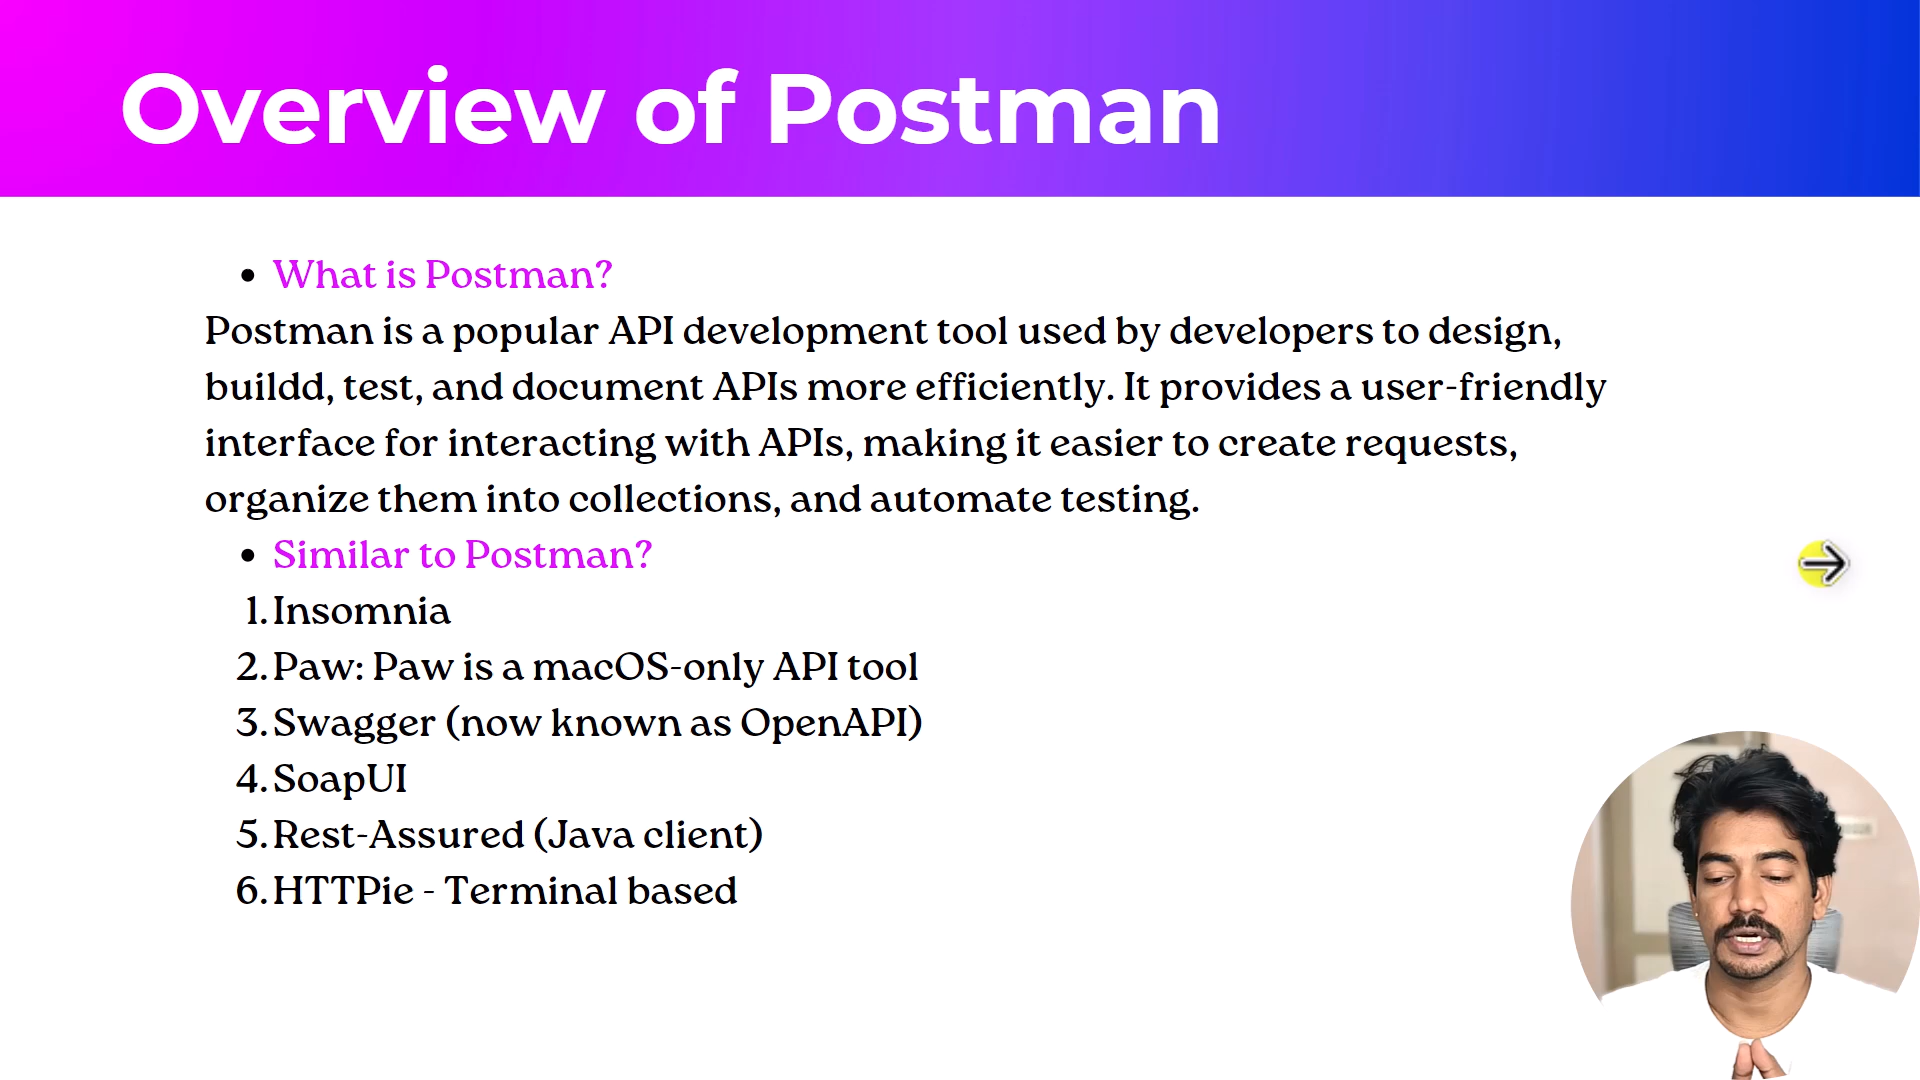 Overview of Postman
• What is Postman?
Postman is a popular API development tool used by developers to design,
buildd, test, and document APIs more efficiently. It provides a user-friendly
interface for interacting with APIs, making it easier to create requests,
organize them into collections, and automate testing.
• Similar to Postman?
1. Insomnia
2. Paw: Paw is a macOS-only API tool
3. Swagger (now known as OpenAPI)
4. SoapUI
5. Rest-Assured (Java client)
6. HTTPie - Terminal based